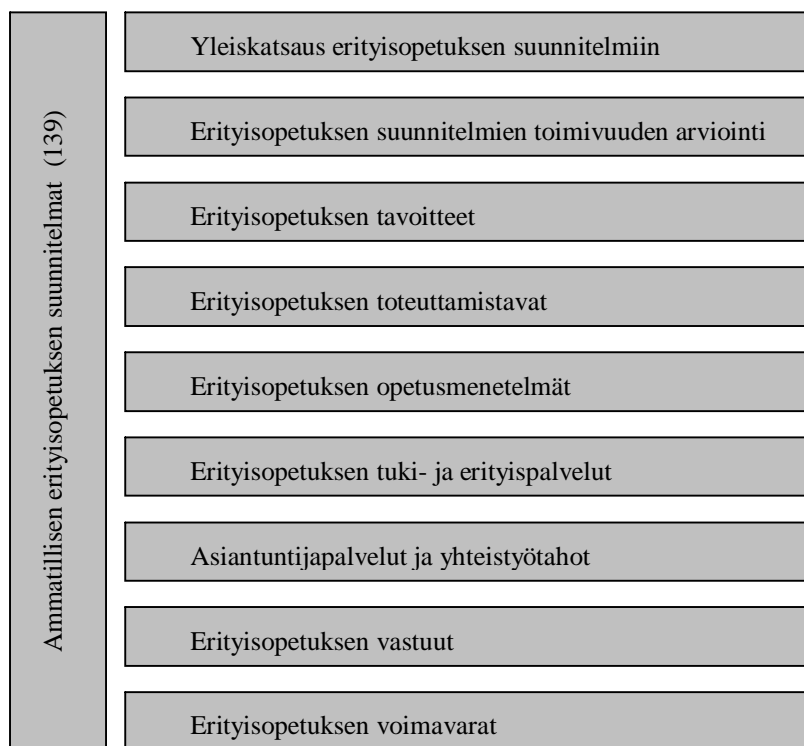 Ammatillisen erityisopetuksen suunnitelmat (139)
Yleiskatsaus erityisopetuksen suunnitelmiin
Erityisopetuksen suunnitelmien toimivuuden arviointi
Erityisopetuksen tavoitteet
Erityisopetuksen toteuttamistavat
Erityisopetuksen opetusmenetelmät
Erityisopetuksen tuki- ja erityispalvelut
Asiantuntijapalvelut ja yhteistyötahot
Erityisopetuksen vastuut
Erityisopetuksen voimavarat